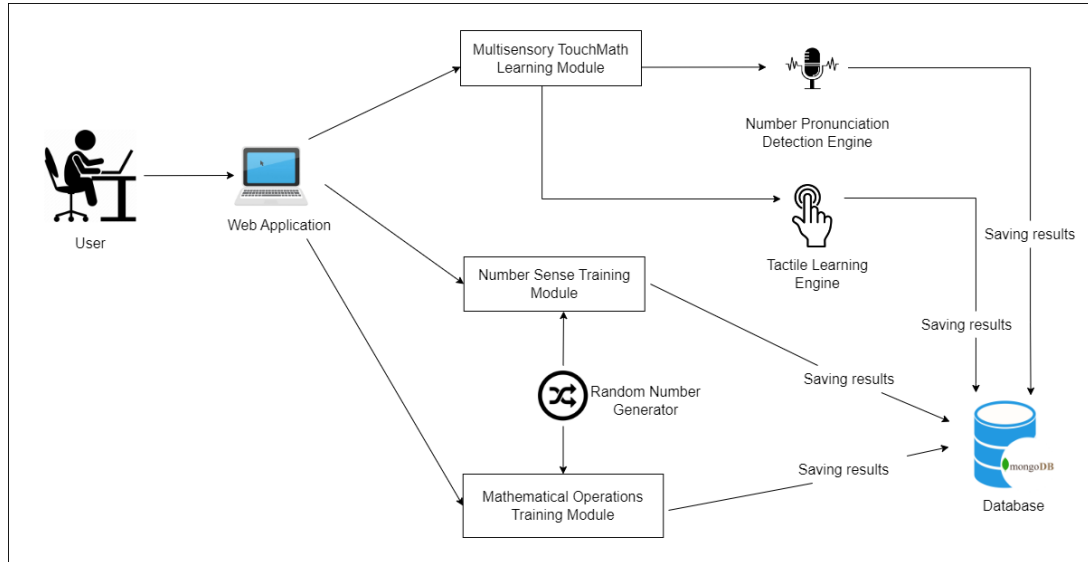 Multisensory TouchMath
Learning Module
Number Pronunciation
Detection Engine
User
Web Application
Saving results
Tactile Learning
Engine
Number Sense Training
Module
Saving results
Saving results
Random Number
Generator
mongoDB
Saving results
Mathematical Operations
Training Module
Database